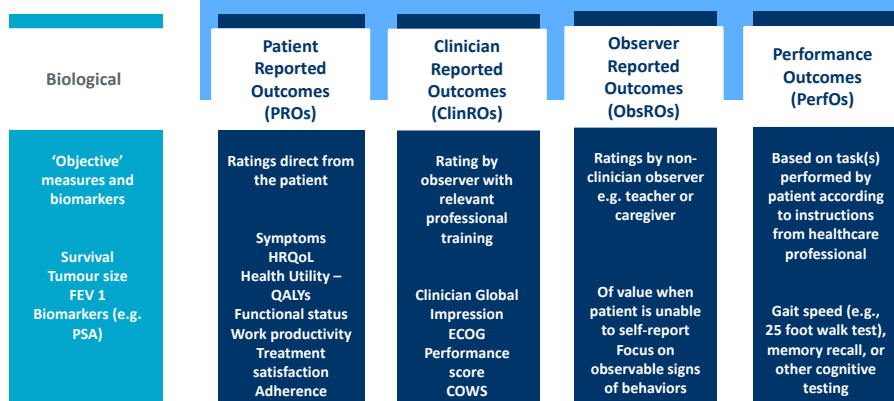 Biological
'Objective'
measures and
biomarkers
Survival
Tumour size
FEV 1
Biomarkers (e.g.
PSA)
Patient
Reported
Outcomes
(PROs)
Ratings direct from
the patient
Symptoms
HRQoL
Health Utility –
QALYs
Functional status
Work productivity
Treatment
satisfaction
Adherence
Clinician
Reported
Outcomes
(ClinROs)
Rating by
observer with
relevant
professional
training
Clinician Global
Impression
ECOG
Performance
score
COWS
Observer
Reported
Outcomes
(ObsROs)
Ratings by non-
clinician observer
e.g. teacher or
caregiver
Of value when
patient is unable
to self-report
Focus on
observable signs
of behaviors
Performance
Outcomes
(PerfOs)
Based on task(s)
performed by
patient according
to instructions
from healthcare
professional
Gait speed (e.g.,
25 foot walk test),
memory recall, or
other cognitive
testing